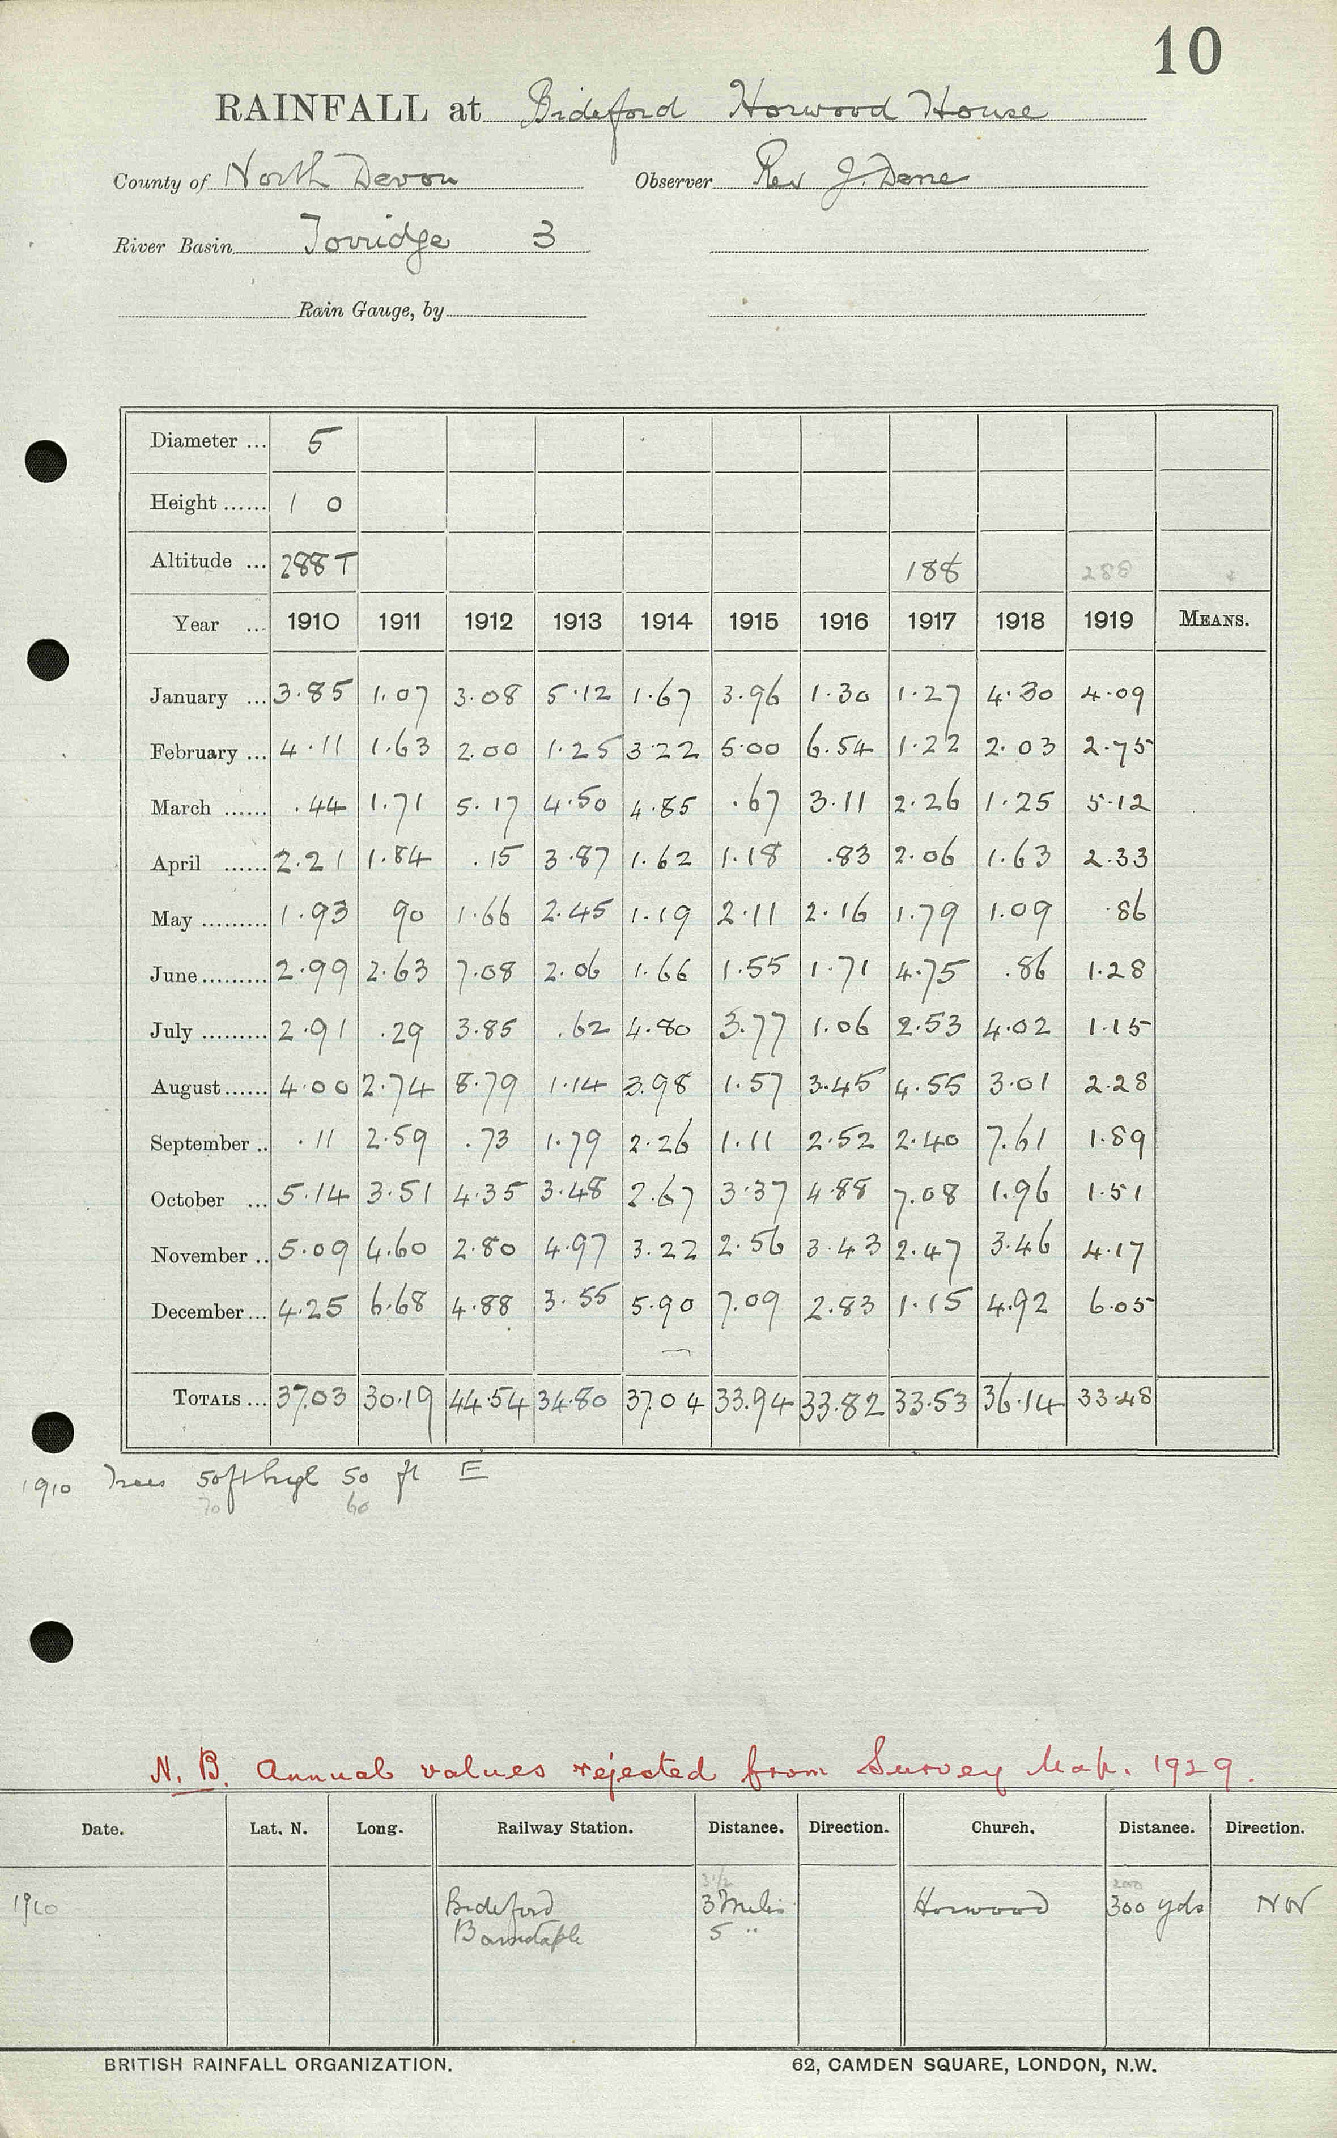 10
RAINFALL at Bideford Horwood House
County of North Devon Observer Rev J. Dene
River Basin Torridge 3
Rain Gauge, by
Diameter ... 5
Height ...... 1 0
Altitude ... 288 T 188 288
Year ... 1910 1911 1912 1913 1914 1915 1916 1917 1918 1919 MEANS.
January ... 3.85 1.07 3.08 5.12 1.67 3.96 1.30 1.27 4.30 4.09
February ... 4.11 1.63 2.00 1.25 3.22 5.00 6.54 1.22 2.03 2.75
March ...... .44 1.71 5.17 4.50 4.85 .67 3.11 2.26 1.25 5.12
April ...... 2.21 1.84 .15 3.87 1.62 1.18 .83 2.06 1.63 2.33
May ......... 1.93 90 1.66 2.45 1.19 2.11 2.16 1.79 1.09 .86
June ......... 2.99 2.63 7.08 2.06 1.66 1.55 1.71 4.75 .86 1.28
July ......... 2.91 .29 3.85 .62 4.80 3.77 1.06 2.53 4.02 1.15
August ...... 4.00 2.74 8.79 1.14 3.98 1.57 3.45 4.55 3.01 2.28
September .. .11 2.59 .73 1.79 2.26 1.11 2.52 2.40 7.61 1.89
October ... 5.14 3.51 4.35 3.48 2.67 3.37 4.88 7.08 1.96 1.51
November .. 5.09 4.60 2.80 4.97 3.22 2.56 3.43 2.47 3.46 4.17
December ... 4.25 6.68 4.88 3.55 5.90 7.09 2.83 1.15 4.92 6.05
TOTALS ... 37.03 30.19 44.54 34.80 37.04 33.94 33.82 33.53 36.14 33.48
1910 Trees 50 ft high 50 ft E
70 60
N.B. Annual values rejected from Survey Map. 1929.
Date. Lat. N. Long. Railway Station. Distance. Direction. Church. Distance. Direction.
3 1/2 200
1910 Bideford 3 Miles Horwood 300 yds NW
Barnstaple 5 "
BRITISH RAINFALL ORGANIZATION. 62, CAMDEN SQUARE, LONDON, N.W.